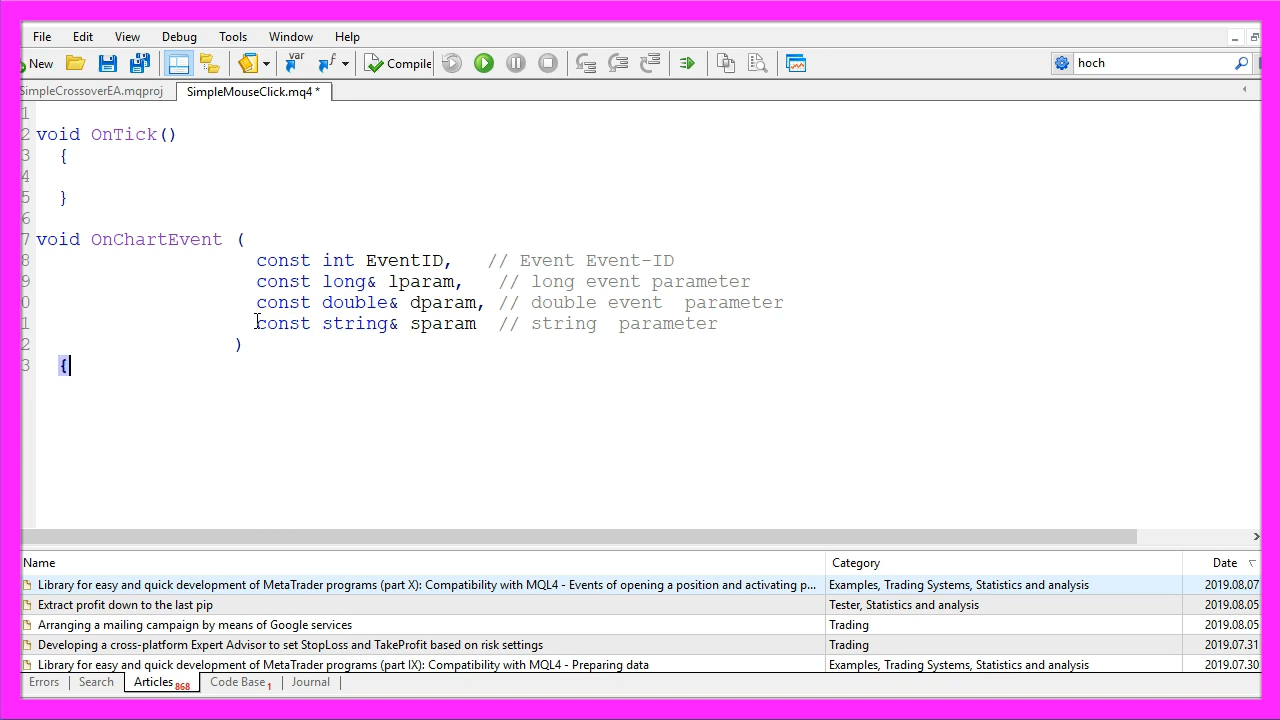 File Edit View Debug Tools Window Help
New var Compile hoch
SimpleCrossoverEA.mqproj SimpleMouseClick.mq4 *
1
2 void OnTick()
3 {
4
5 }
6
7 void OnChartEvent (
8 const int EventID, // Event Event-ID
9 const long& lparam, // long event parameter
0 const double& dparam, // double event parameter
1 const string& sparam // string parameter
2 )
3 {
Name Category Date
Library for easy and quick development of MetaTrader programs (part X): Compatibility with MQL4 - Events of opening a position and activating p... Examples, Trading Systems, Statistics and analysis 2019.08.07
Extract profit down to the last pip Tester, Statistics and analysis 2019.08.05
Arranging a mailing campaign by means of Google services Trading 2019.08.05
Developing a cross-platform Expert Advisor to set StopLoss and TakeProfit based on risk settings Trading 2019.07.31
Library for easy and quick development of MetaTrader programs (part IX): Compatibility with MQL4 - Preparing data Examples, Trading Systems, Statistics and analysis 2019.07.30
Errors Search Articles 868 Code Base 1 Journal